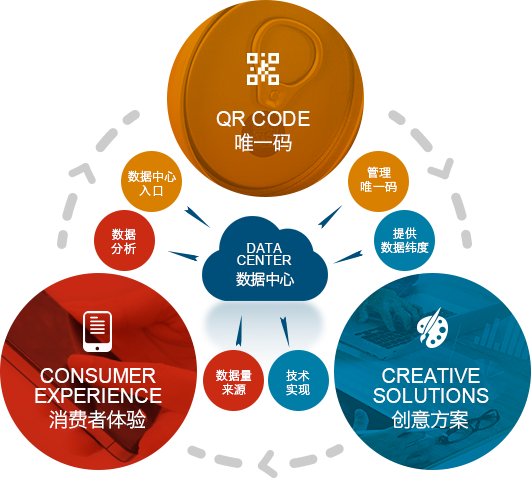 QR CODE
唯一码
数据中心
入口
管理
唯一码
数据
分析
提供
数据纬度
DATA
CENTER
数据中心
CONSUMER
EXPERIENCE
消费者体验
数据量
来源
技术
实现
CREATIVE
SOLUTIONS
创意方案